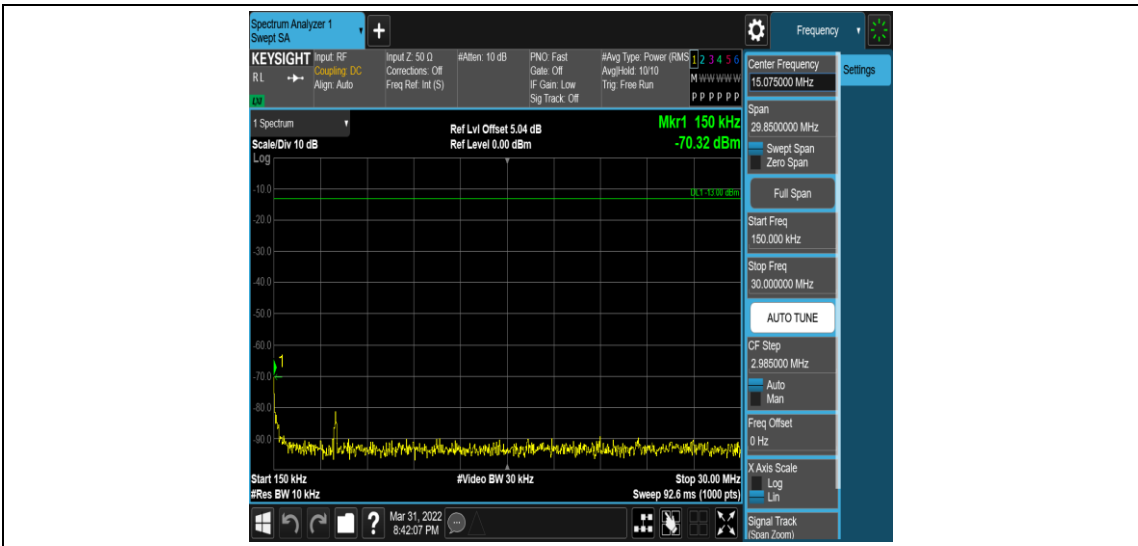 Spectrum Analyzer 1
Swept SA
+
Frequency
KEYSIGHT
RL
LXI
Input: RF
Coupling: DC
Align: Auto
Input Z: 50 Ω
Corrections: Off
Freq Ref: Int (S)
#Atten: 10 dB
PNO: Fast
Gate: Off
IF Gain: Low
Sig Track: Off
#Avg Type: Power (RMS
Avg|Hold: 10/10
Trig: Free Run
1 2 3 4 5 6
M W W W W W
P P P P P P
1 Spectrum
Scale/Div 10 dB
Log
Ref Lvl Offset 5.04 dB
Ref Level 0.00 dBm
Mkr1 150 kHz
-70.32 dBm
DL1 -13.00 dBm
-10.0
-20.0
-30.0
-40.0
-50.0
-60.0
1
-70.0
-80.0
-90.0
Start 150 kHz
#Res BW 10 kHz
#Video BW 30 kHz
Stop 30.00 MHz
Sweep 92.6 ms (1000 pts)
Center Frequency
15.075000 MHz
Settings
Span
29.8500000 MHz
Swept Span
Zero Span
Full Span
Start Freq
150.000 kHz
Stop Freq
30.000000 MHz
AUTO TUNE
CF Step
2.985000 MHz
Auto
Man
Freq Offset
0 Hz
X Axis Scale
Log
Lin
Signal Track
(Span Zoom)
?
Mar 31, 2022
8:42:07 PM